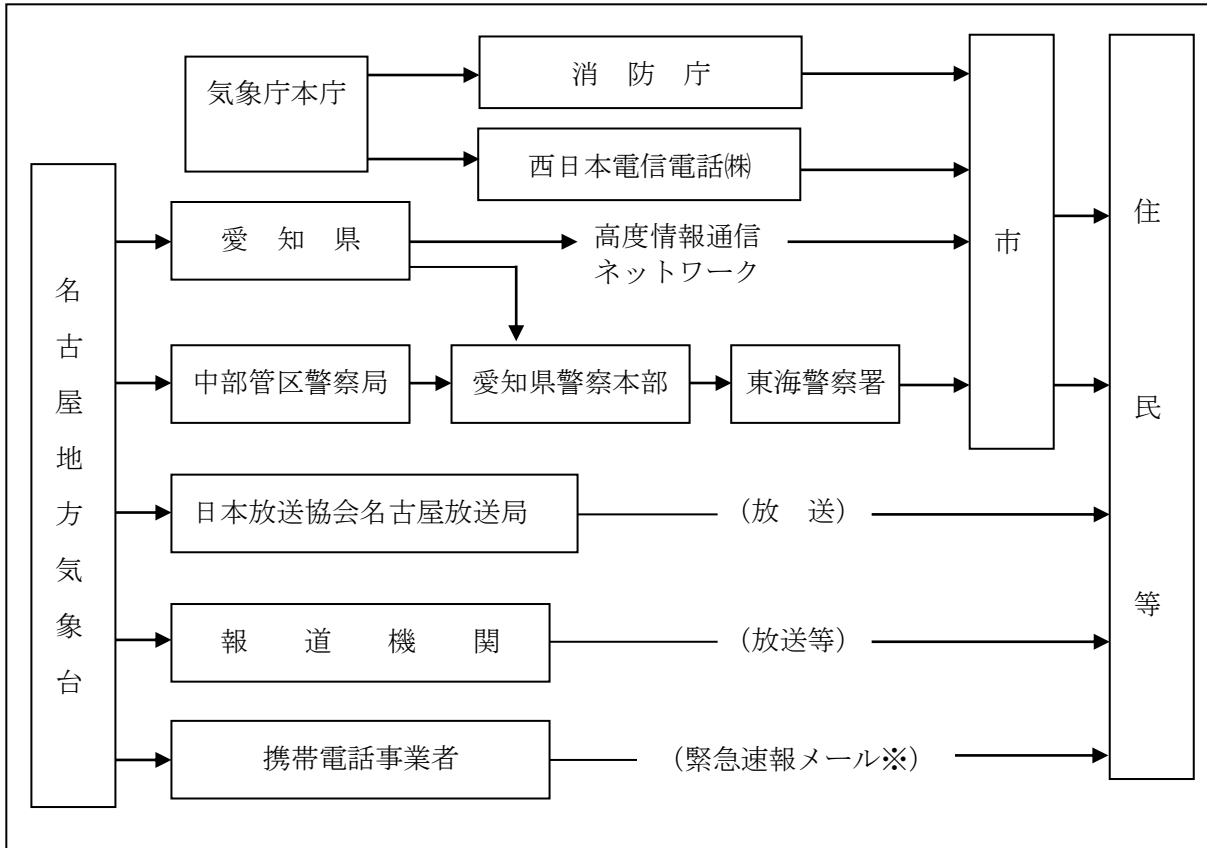 気象庁本庁
消　防　庁
西日本電信電話㈱
愛　知　県
高度情報通信
ネットワーク
中部管区警察局
愛知県警察本部
東海警察署
市
住民等
名古屋地方気象台
日本放送協会名古屋放送局
（放　送）
報　道　機　関
（放送等）
携帯電話事業者
（緊急速報メール※）